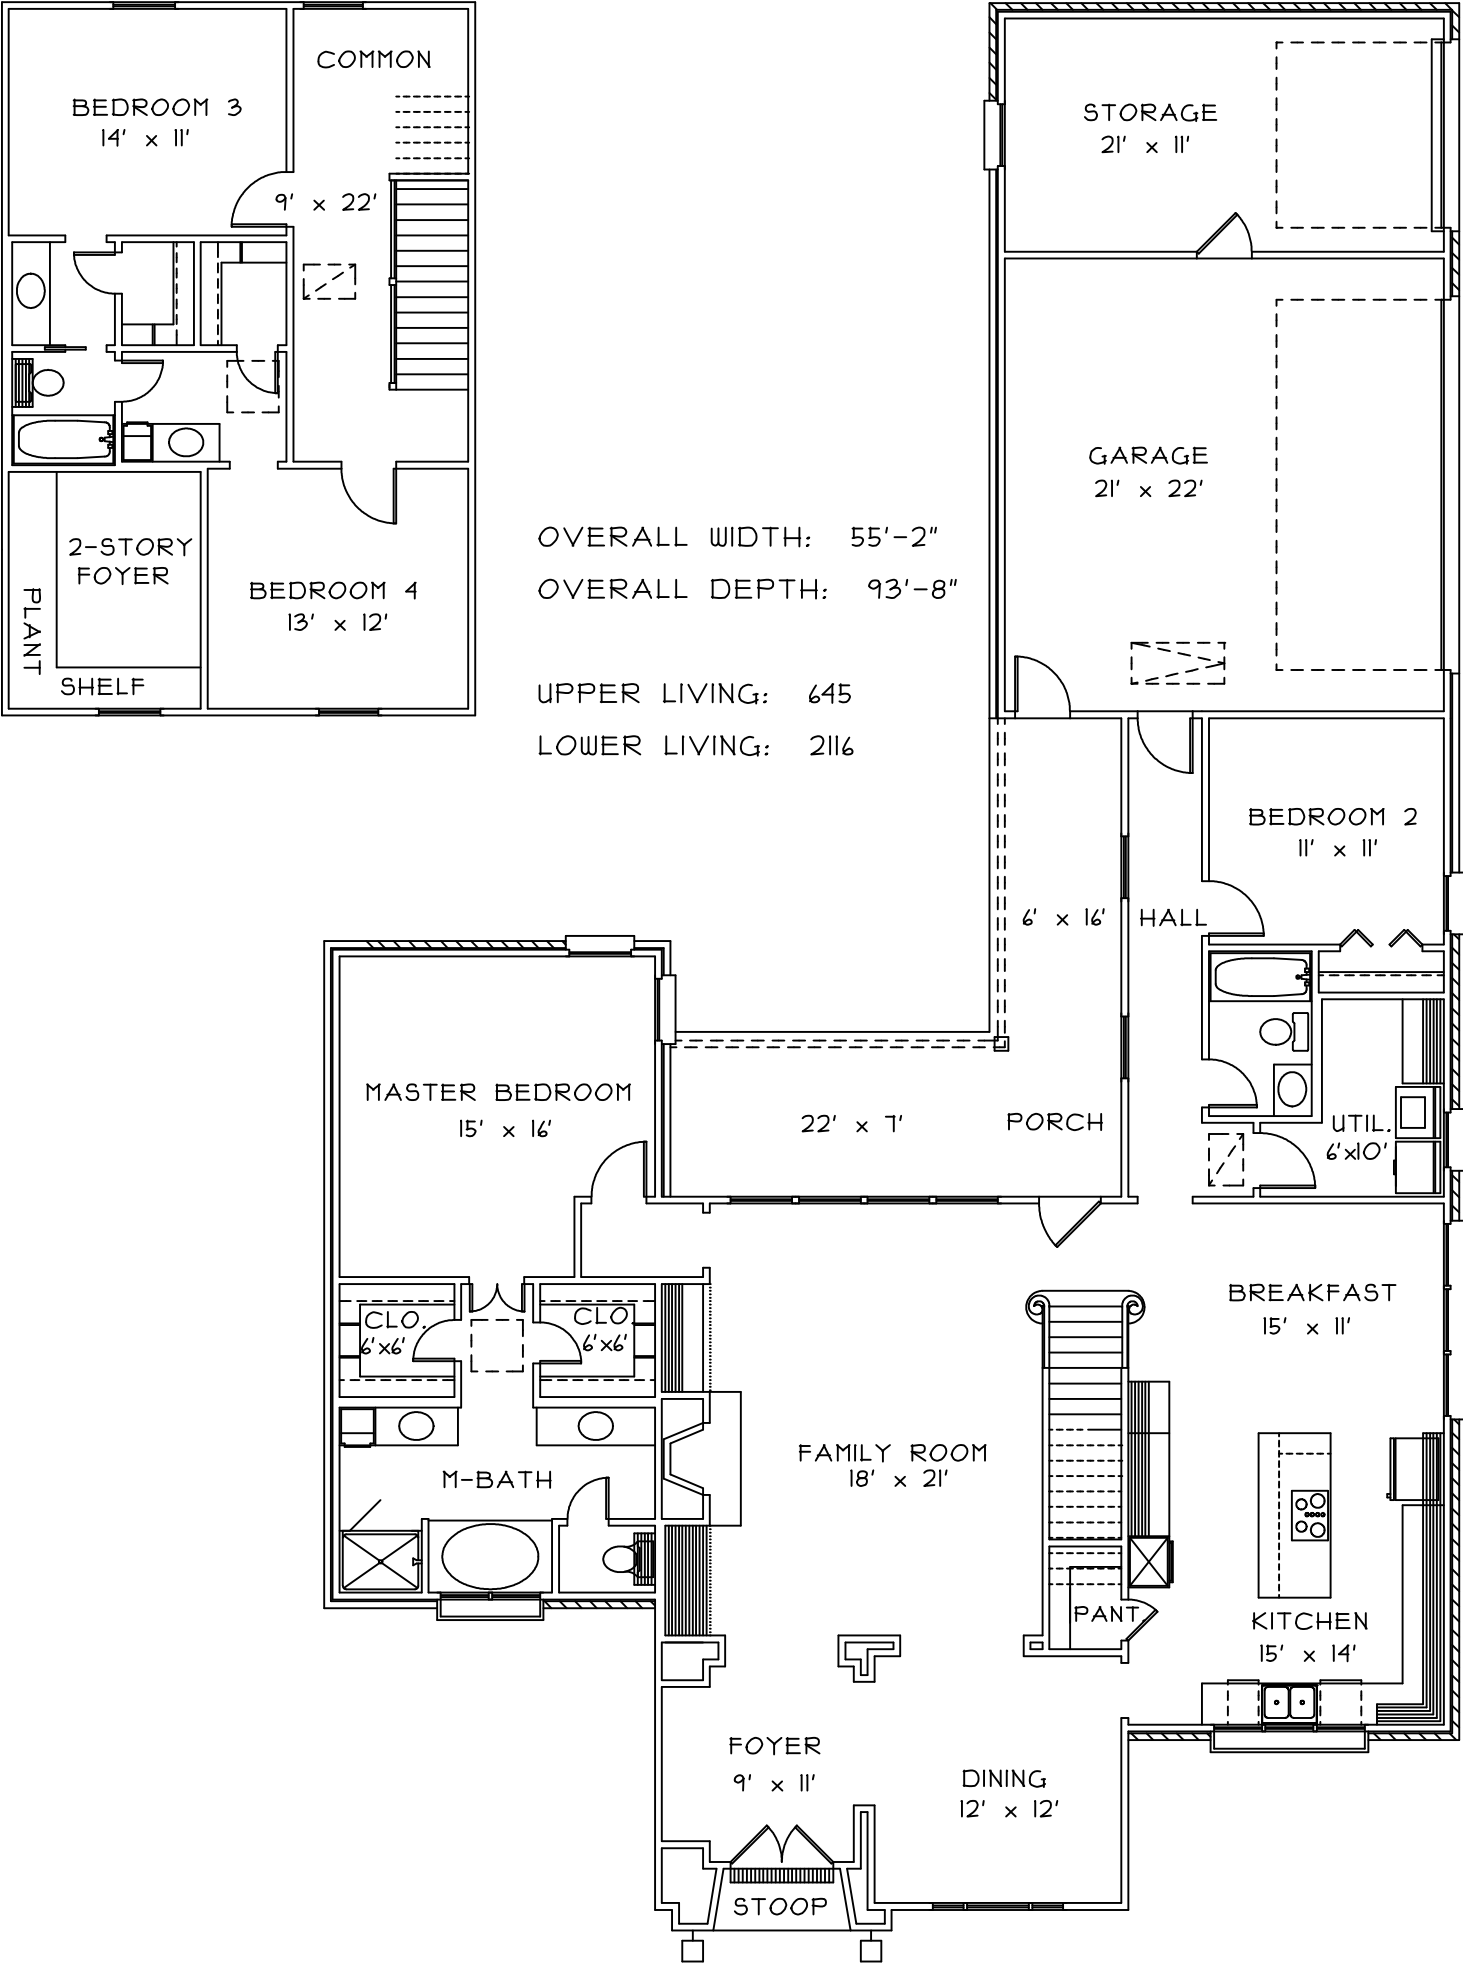 COMMON
BEDROOM 3
14' x 11'
9' x 22'
2-STORY
FOYER
PLANT
SHELF
BEDROOM 4
13' x 12'
OVERALL WIDTH: 55'-2"
OVERALL DEPTH: 93'-8"
UPPER LIVING: 645
LOWER LIVING: 2116
STORAGE
21' x 11'
GARAGE
21' x 22'
BEDROOM 2
11' x 11'
6' x 16'
HALL
MASTER BEDROOM
15' x 16'
22' x 7'
PORCH
UTIL.
6'x10'
CLO.
6'x6'
CLO.
6'x6'
BREAKFAST
15' x 11'
M-BATH
FAMILY ROOM
18' x 21'
PANT.
KITCHEN
15' x 14'
FOYER
9' x 11'
DINING
12' x 12'
STOOP